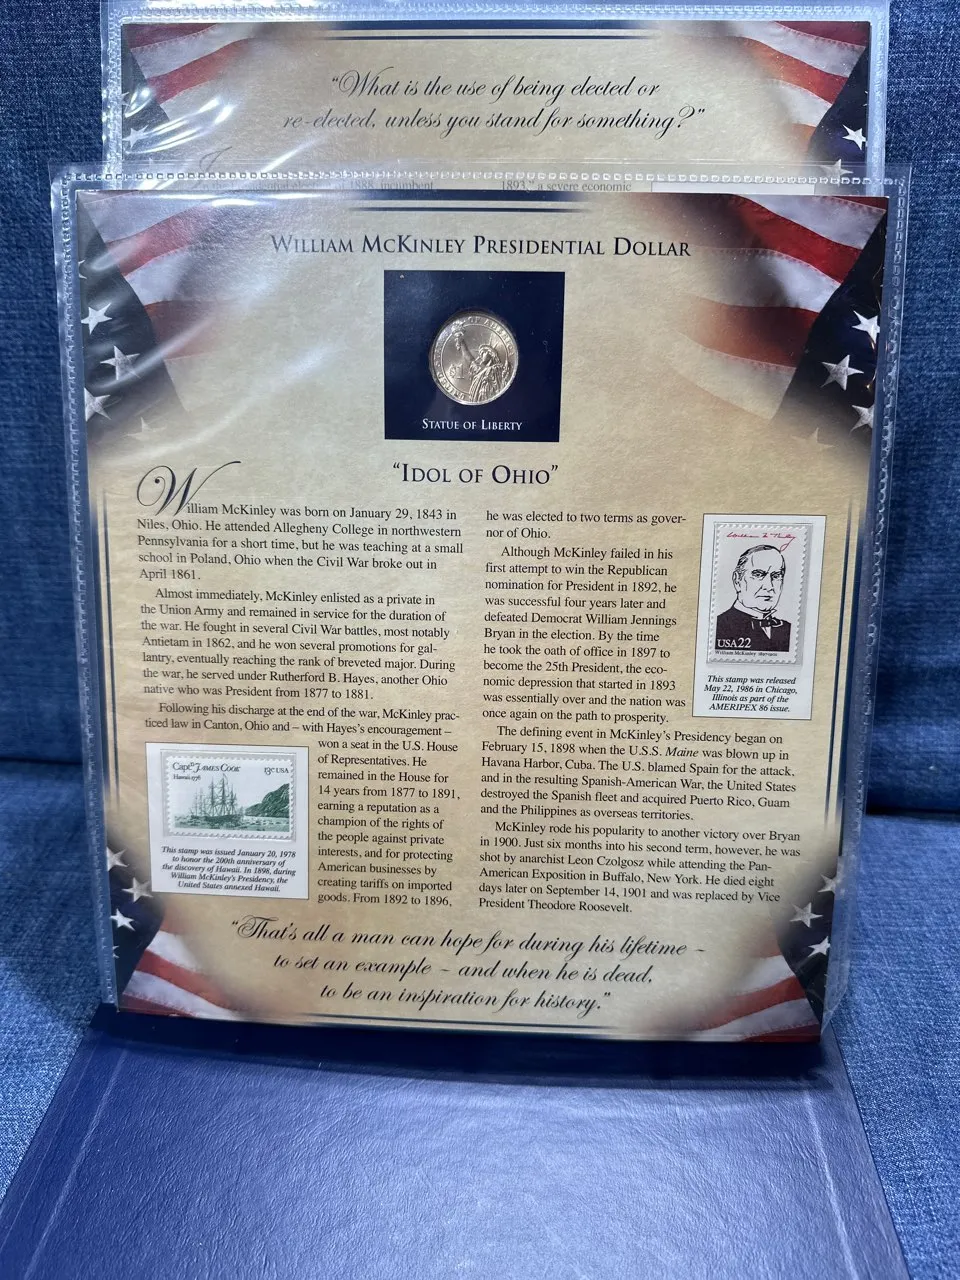 "What is the use of being elected or
re-elected, unless you stand for something?"
1888, incumbent
1893," a severe economic
WILLIAM MCKINLEY PRESIDENTIAL DOLLAR
STATUE OF LIBERTY
"IDOL OF OHIO"
William McKinley was born on January 29, 1843 in
Niles, Ohio. He attended Allegheny College in northwestern
Pennsylvania for a short time, but he was teaching at a small
school in Poland, Ohio when the Civil War broke out in
April 1861.
Almost immediately, McKinley enlisted as a private in
the Union Army and remained in service for the duration of
the war. He fought in several Civil War battles, most notably
Antietam in 1862, and he won several promotions for gal-
lantry, eventually reaching the rank of breveted major. During
the war, he served under Rutherford B. Hayes, another Ohio
native who was President from 1877 to 1881.
Following his discharge at the end of the war, McKinley prac-
ticed law in Canton, Ohio and – with Hayes's encouragement –
won a seat in the U.S. House
of Representatives. He
remained in the House for
14 years from 1877 to 1891,
earning a reputation as a
champion of the rights of
the people against private
interests, and for protecting
American businesses by
creating tariffs on imported
goods. From 1892 to 1896,
Capt. JAMES COOK
Hawaii 1778
13c USA
This stamp was issued January 20, 1978
to honor the 200th anniversary of
the discovery of Hawaii. In 1898, during
William McKinley's Presidency, the
United States annexed Hawaii.
he was elected to two terms as gover-
nor of Ohio.
Although McKinley failed in his
first attempt to win the Republican
nomination for President in 1892, he
was successful four years later and
defeated Democrat William Jennings
Bryan in the election. By the time
he took the oath of office in 1897 to
become the 25th President, the eco-
nomic depression that started in 1893
was essentially over and the nation was
once again on the path to prosperity.
The defining event in McKinley's Presidency began on
February 15, 1898 when the U.S.S. Maine was blown up in
Havana Harbor, Cuba. The U.S. blamed Spain for the attack,
and in the resulting Spanish-American War, the United States
destroyed the Spanish fleet and acquired Puerto Rico, Guam
and the Philippines as overseas territories.
McKinley rode his popularity to another victory over Bryan
in 1900. Just six months into his second term, however, he was
shot by anarchist Leon Czolgosz while attending the Pan-
American Exposition in Buffalo, New York. He died eight
days later on September 14, 1901 and was replaced by Vice
President Theodore Roosevelt.
USA 22
William McKinley 1897-1901
This stamp was released
May 22, 1986 in Chicago,
Illinois as part of the
AMERIPEX 86 issue.
"That's all a man can hope for during his lifetime –
to set an example – and when he is dead,
to be an inspiration for history."